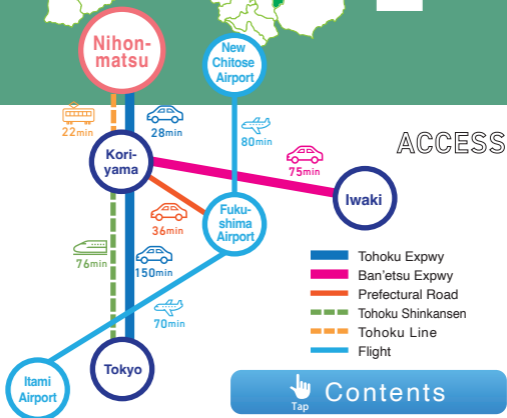 Nihon-
matsu
New
Chitose
Airport
22min
28min
80min
ACCESS
Kori-
yama
75min
Iwaki
36min
Fuku-
shima
Airport
76min
150min
70min
Tohoku Expwy
Ban'etsu Expwy
Prefectural Road
Tohoku Shinkansen
Tohoku Line
Flight
Itami
Airport
Tokyo
Tap
Contents